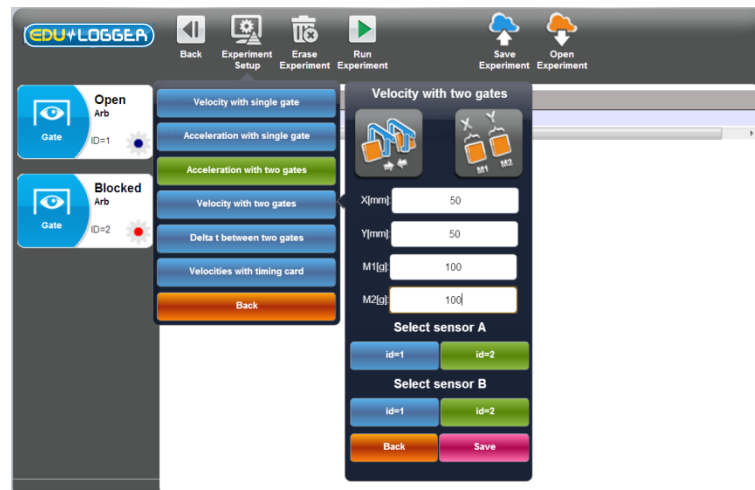 EDU LOGGER
Back
Experiment Setup
Erase Experiment
Run Experiment
Save Experiment
Open Experiment
Open
Arb
Gate
ID=1
Blocked
Arb
Gate
ID=2
Velocity with single gate
Acceleration with single gate
Acceleration with two gates
Velocity with two gates
Delta t between two gates
Velocities with timing card
Back
Velocity with two gates
X Y
M1 M2
X[mm]: 50
Y[mm]: 50
M1[g]: 100
M2[g]: 100
Select sensor A
id=1 id=2
Select sensor B
id=1 id=2
Back Save